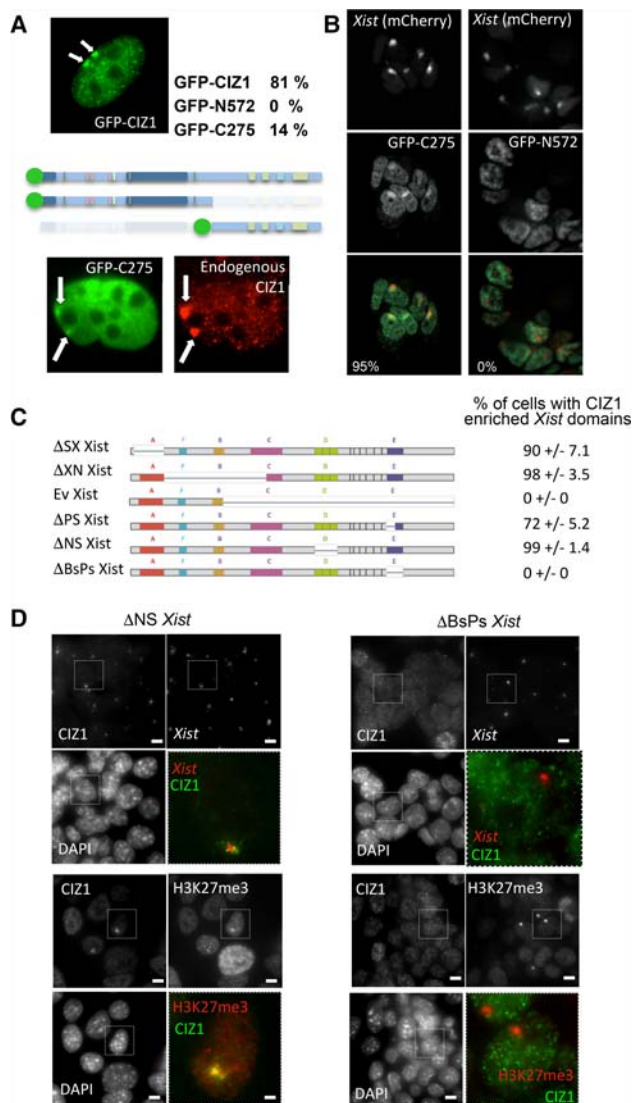 A
GFP-CIZ1
GFP-CIZ1 81 %
GFP-N572 0 %
GFP-C275 14 %
GFP-C275
Endogenous
CIZ1
B
Xist (mCherry) Xist (mCherry)
GFP-C275 GFP-N572
95% 0%
C
% of cells with CIZ1
enriched Xist domains
A F B C D E
ΔSX Xist 90 +/- 7.1
A F B C D E
ΔXN Xist 98 +/- 3.5
A F B C D E
Ev Xist 0 +/- 0
A F B C D E
ΔPS Xist 72 +/- 5.2
A F B C D E
ΔNS Xist 99 +/- 1.4
A F B C D E
ΔBsPs Xist 0 +/- 0
D
ΔNS Xist
CIZ1 Xist
DAPI
Xist
CIZ1
CIZ1 H3K27me3
DAPI
H3K27me3
CIZ1
ΔBsPs Xist
CIZ1 Xist
DAPI
Xist
CIZ1
CIZ1 H3K27me3
DAPI
H3K27me3
CIZ1